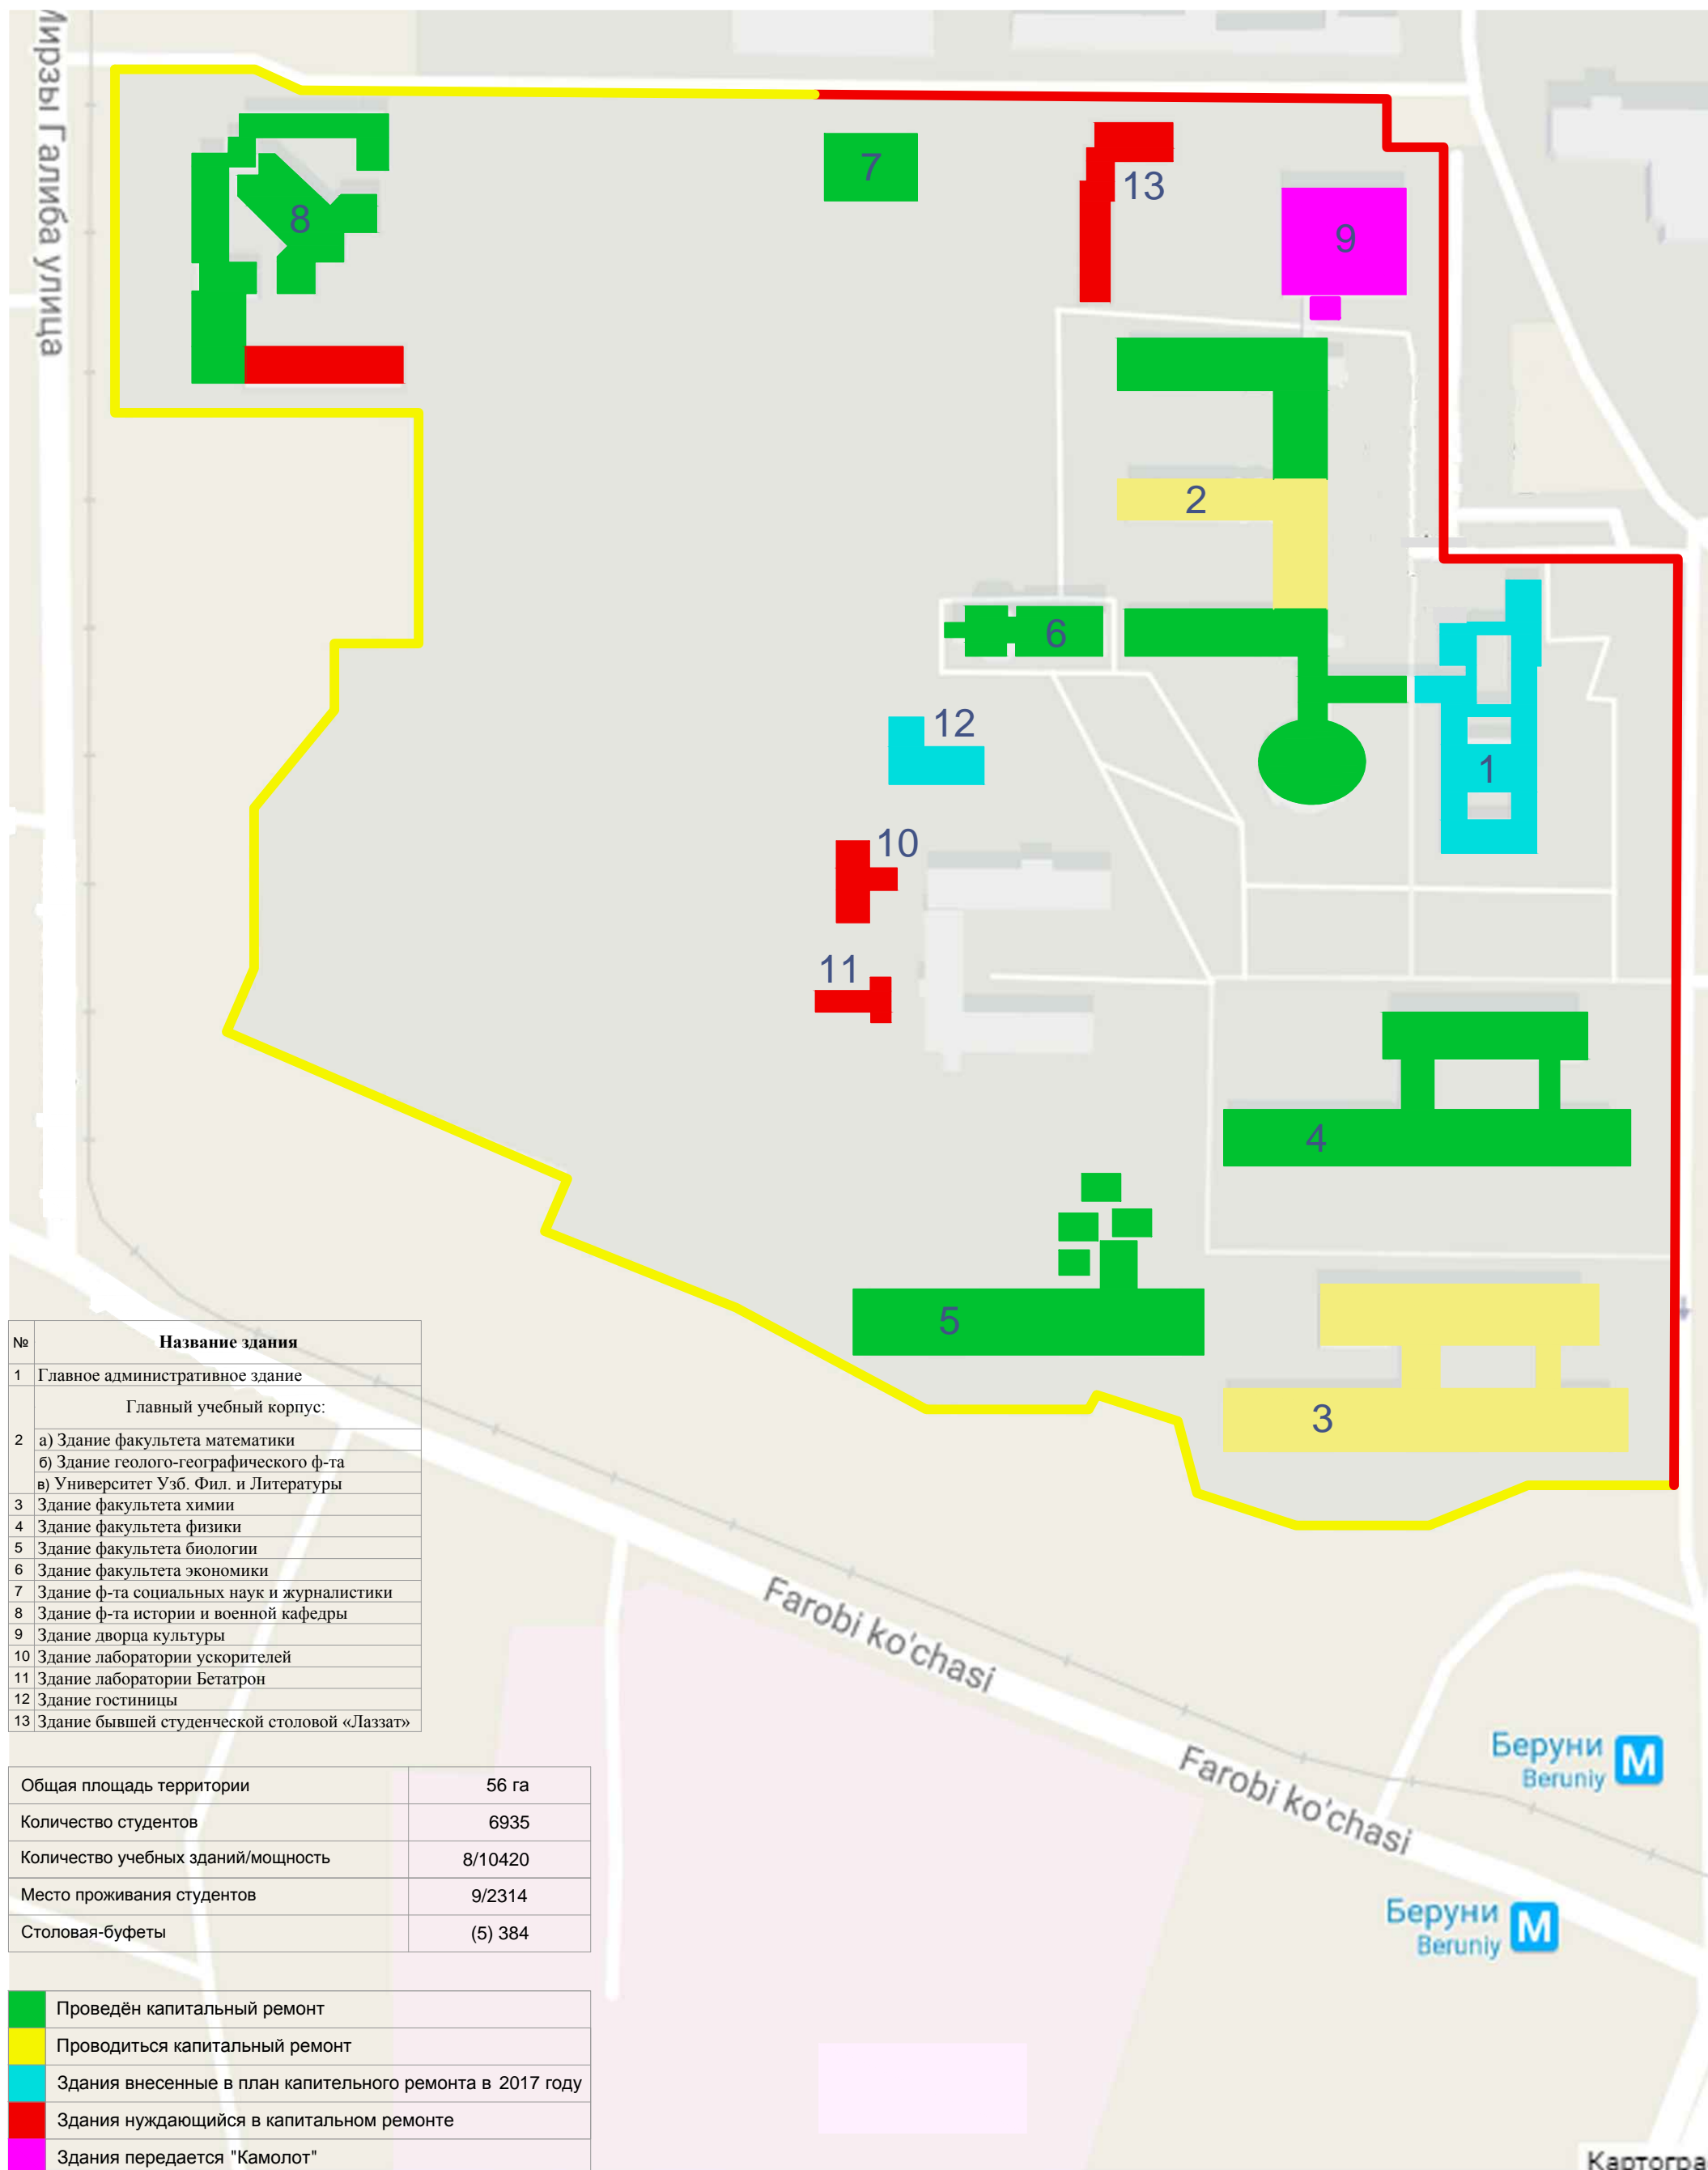 Мирзы Галиба улица
7
13
8
9
2
6
12
1
10
11
4
5
3
№ Название здания
1 Главное административное здание
Главный учебный корпус:
2 а) Здание факультета математики
б) Здание геолого-географического ф-та
в) Университет Узб. Фил. и Литературы
3 Здание факультета химии
4 Здание факультета физики
5 Здание факультета биологии
6 Здание факультета экономики
7 Здание ф-та социальных наук и журналистики
8 Здание ф-та истории и военной кафедры
9 Здание дворца культуры
10 Здание лаборатории ускорителей
11 Здание лаборатории Бетатрон
12 Здание гостиницы
13 Здание бывшей студенческой столовой «Лаззат»
Farobi ko'chasi
Farobi ko'chasi
Беруни M
Beruniy
Беруни M
Beruniy
Общая площадь территории 56 га
Количество студентов 6935
Количество учебных зданий/мощность 8/10420
Место проживания студентов 9/2314
Столовая-буфеты (5) 384
Проведён капитальный ремонт
Проводиться капитальный ремонт
Здания внесенные в план капительного ремонта в 2017 году
Здания нуждающийся в капитальном ремонте
Здания передается "Камолот"
Картогра